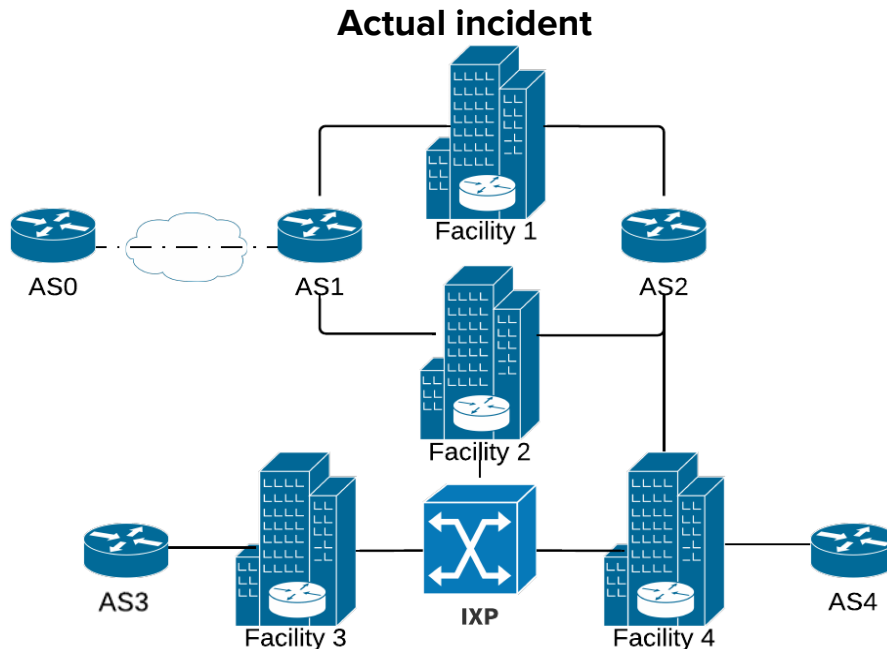 Actual incident
Facility 1
AS0
AS1
AS2
Facility 2
AS3
Facility 3
IXP
Facility 4
AS4